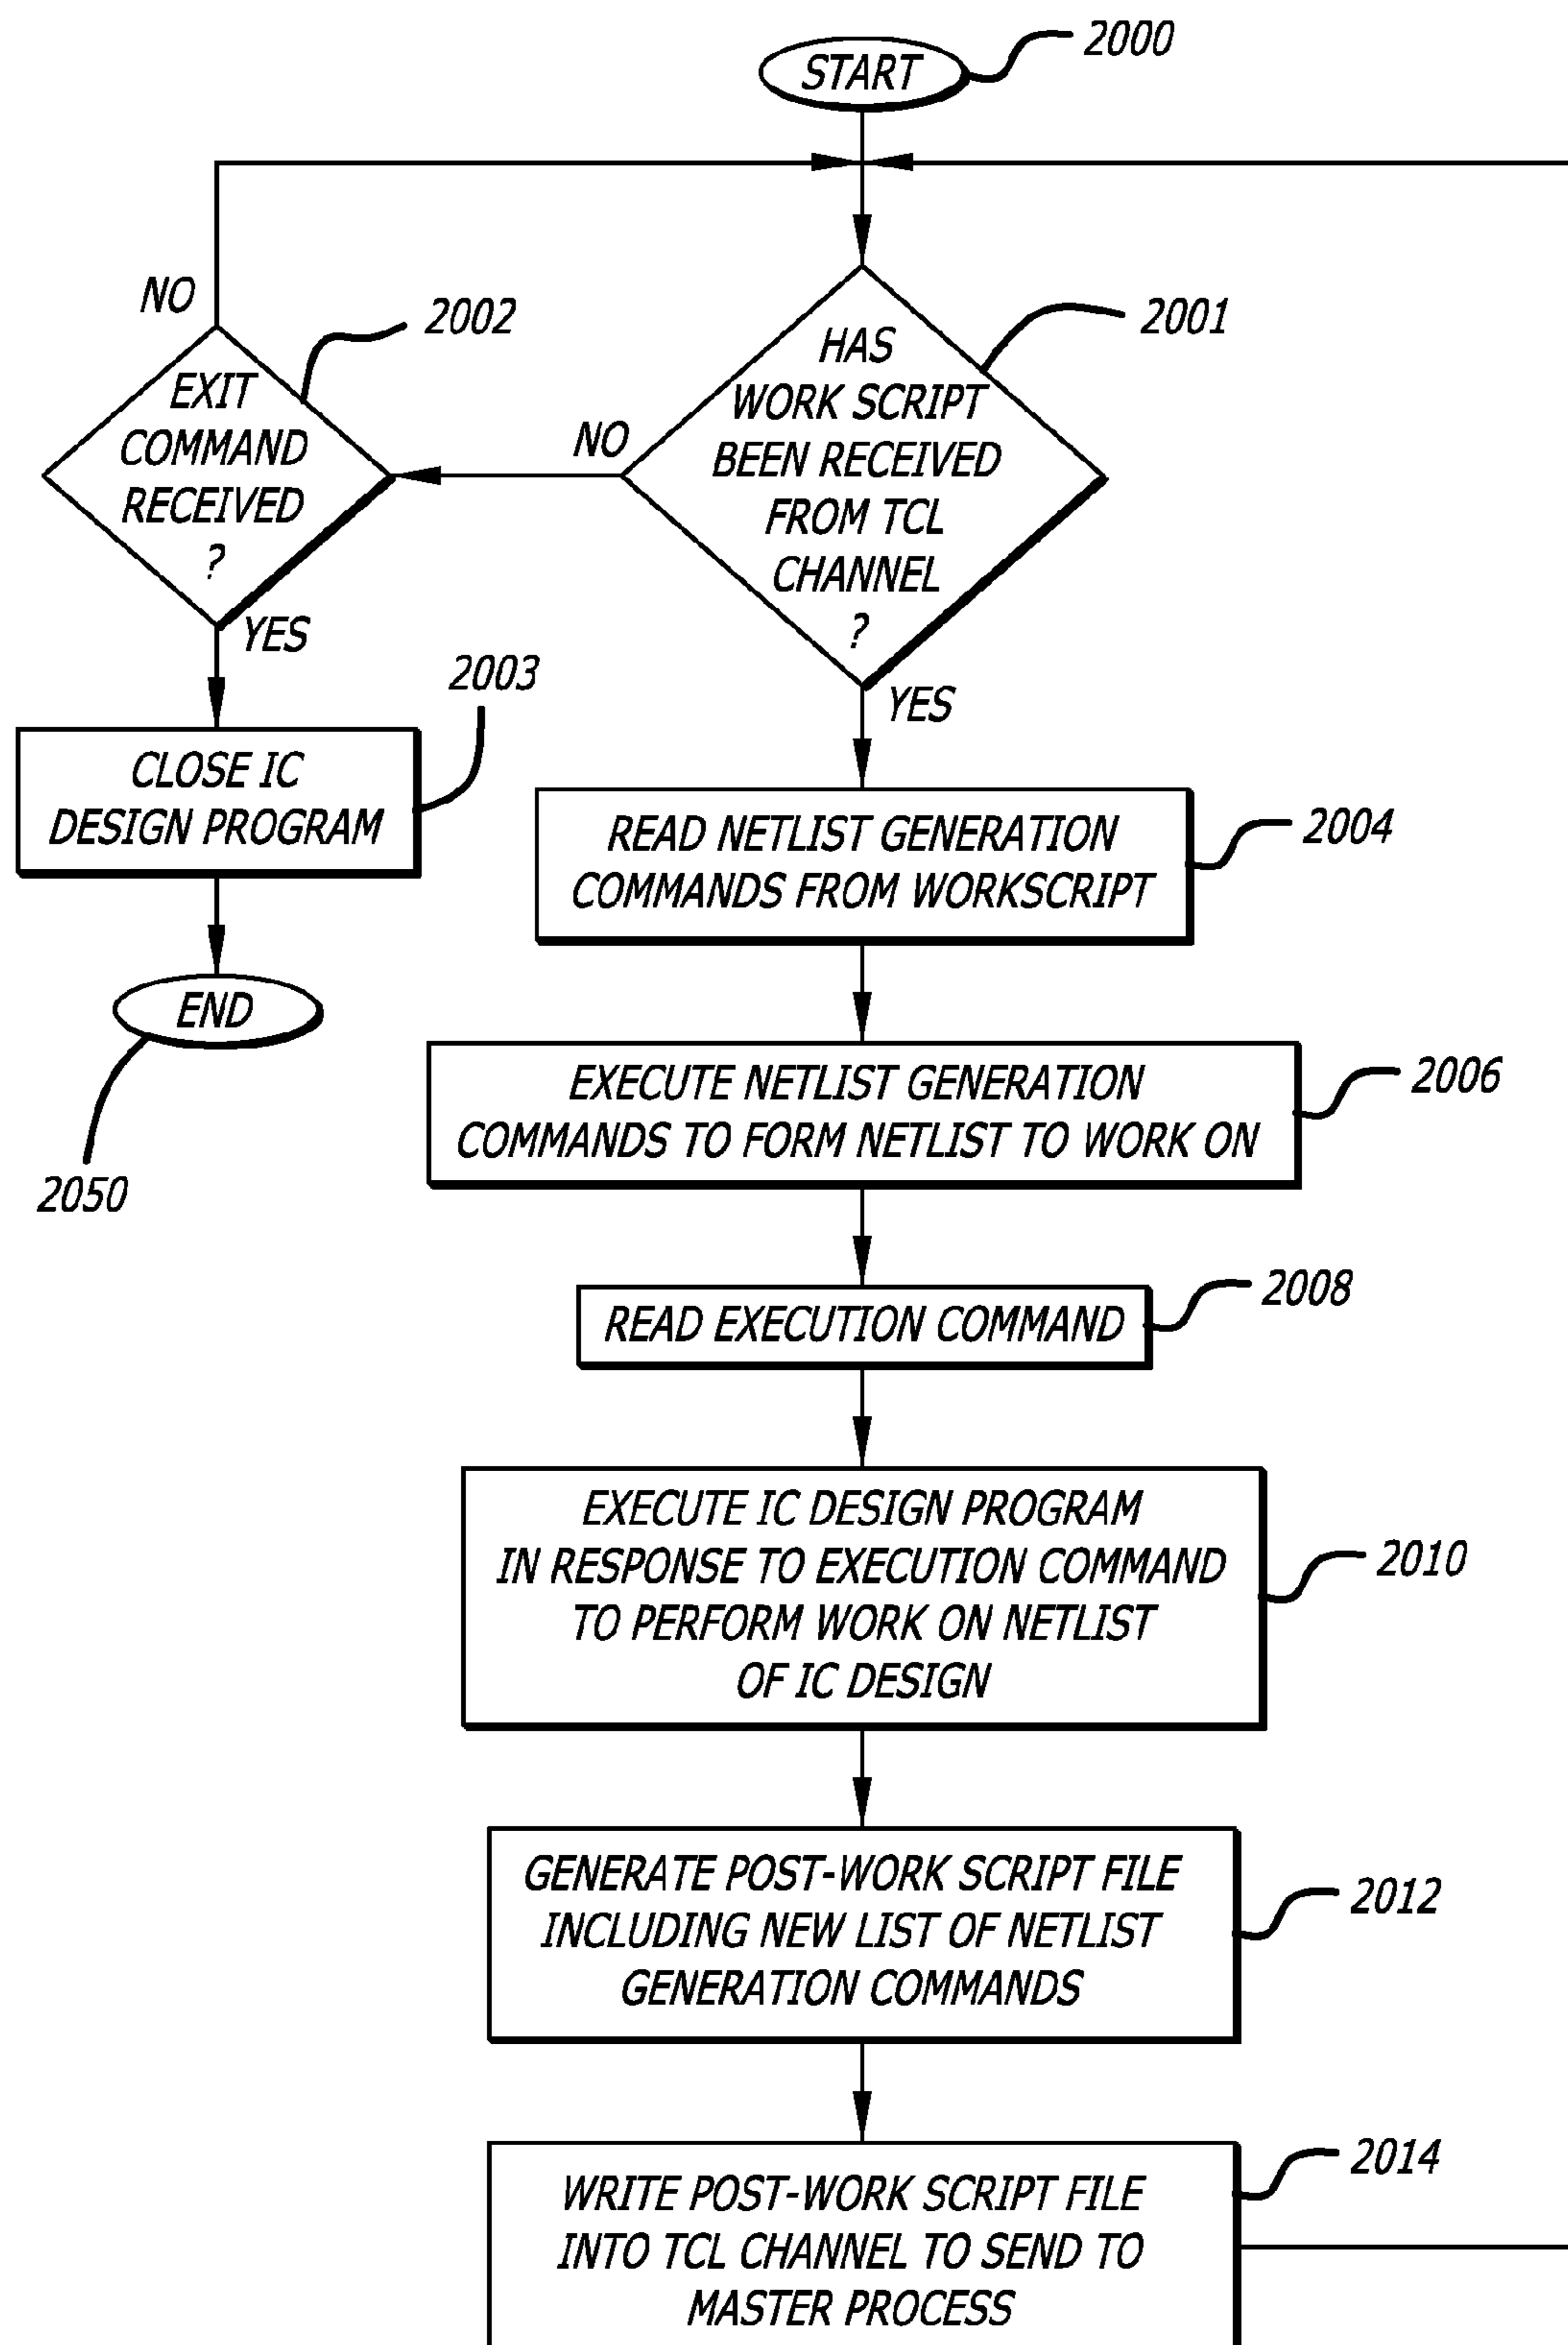 START
2000
NO
2002
EXIT
COMMAND
RECEIVED
?
YES
NO
2001
HAS
WORK SCRIPT
BEEN RECEIVED
FROM TCL
CHANNEL
?
YES
2003
CLOSE IC
DESIGN PROGRAM
END
2050
READ NETLIST GENERATION
COMMANDS FROM WORKSCRIPT
2004
EXECUTE NETLIST GENERATION
COMMANDS TO FORM NETLIST TO WORK ON
2006
READ EXECUTION COMMAND
2008
EXECUTE IC DESIGN PROGRAM
IN RESPONSE TO EXECUTION COMMAND
TO PERFORM WORK ON NETLIST
OF IC DESIGN
2010
GENERATE POST-WORK SCRIPT FILE
INCLUDING NEW LIST OF NETLIST
GENERATION COMMANDS
2012
WRITE POST-WORK SCRIPT FILE
INTO TCL CHANNEL TO SEND TO
MASTER PROCESS
2014